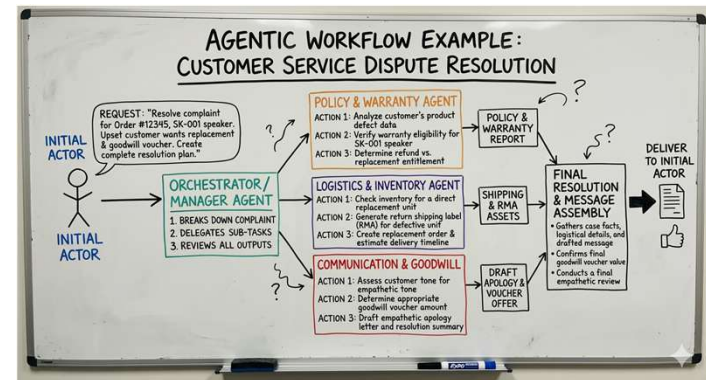 AGENTIC WORKFLOW EXAMPLE:
CUSTOMER SERVICE DISPUTE RESOLUTION
REQUEST: "Resolve complaint
for Order #12345, SK-001 speaker.
Upset customer wants replacement
& goodwill voucher. Create
complete resolution plan."
INITIAL
ACTOR
INITIAL
ACTOR
ORCHESTRATOR/
MANAGER AGENT
1. BREAKS DOWN COMPLAINT
2. DELEGATES SUB-TASKS
3. REVIEWS ALL OUTPUTS
?
?
POLICY & WARRANTY AGENT
ACTION 1: Analyze customer's product
defect data
ACTION 2: Verify warranty eligibility for
SK-001 speaker
ACTION 3: Determine refund vs.
replacement entitlement
LOGISTICS & INVENTORY AGENT
ACTION 1: Check inventory for a direct
replacement unit
ACTION 2: Generate return shipping label
(RMA) for defective unit
ACTION 3: Create replacement order &
estimate delivery timeline
COMMUNICATION & GOODWILL
ACTION 1: Assess customer tone for
empathetic tone
ACTION 2: Determine appropriate
goodwill voucher amount
ACTION 3: Draft empathetic apology
letter and resolution summary
POLICY &
WARRANTY
REPORT
SHIPPING
& RMA
ASSETS
DRAFT
APOLOGY &
VOUCHER
OFFER
?
?
FINAL
RESOLUTION
& MESSAGE
ASSEMBLY
• Gathers case facts,
logistical details, and
drafted message
• Confirms final
goodwill voucher value
• Conducts a final
empathetic review
DELIVER
TO INITIAL
ACTOR
EXPO